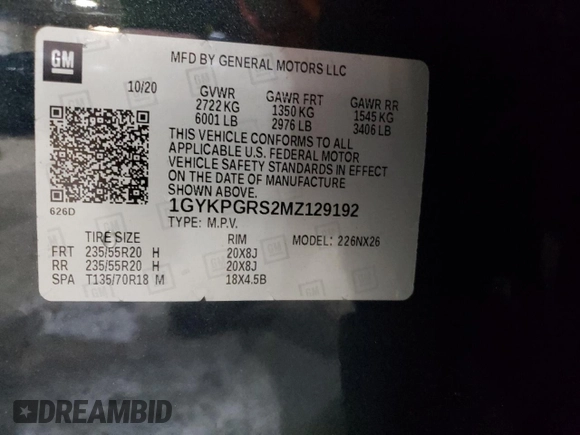 GM
MFD BY GENERAL MOTORS LLC
10/20 GVWR GAWR FRT GAWR RR
2722 KG 1350 KG 1545 KG
6001 LB 2976 LB 3406 LB
THIS VEHICLE CONFORMS TO ALL
APPLICABLE U.S. FEDERAL MOTOR
VEHICLE SAFETY STANDARDS IN EFFECT
ON THE DATE OF MANUFACTURE
SHOWN ABOVE.
626D
1GYKPGRS2MZ129192
TYPE: M.P.V.
TIRE SIZE RIM MODEL: 226NX26
FRT 235/55R20 H 20X8J
RR 235/55R20 H 20X8J
SPA T135/70R18 M 18X4.5B
DREAMBID